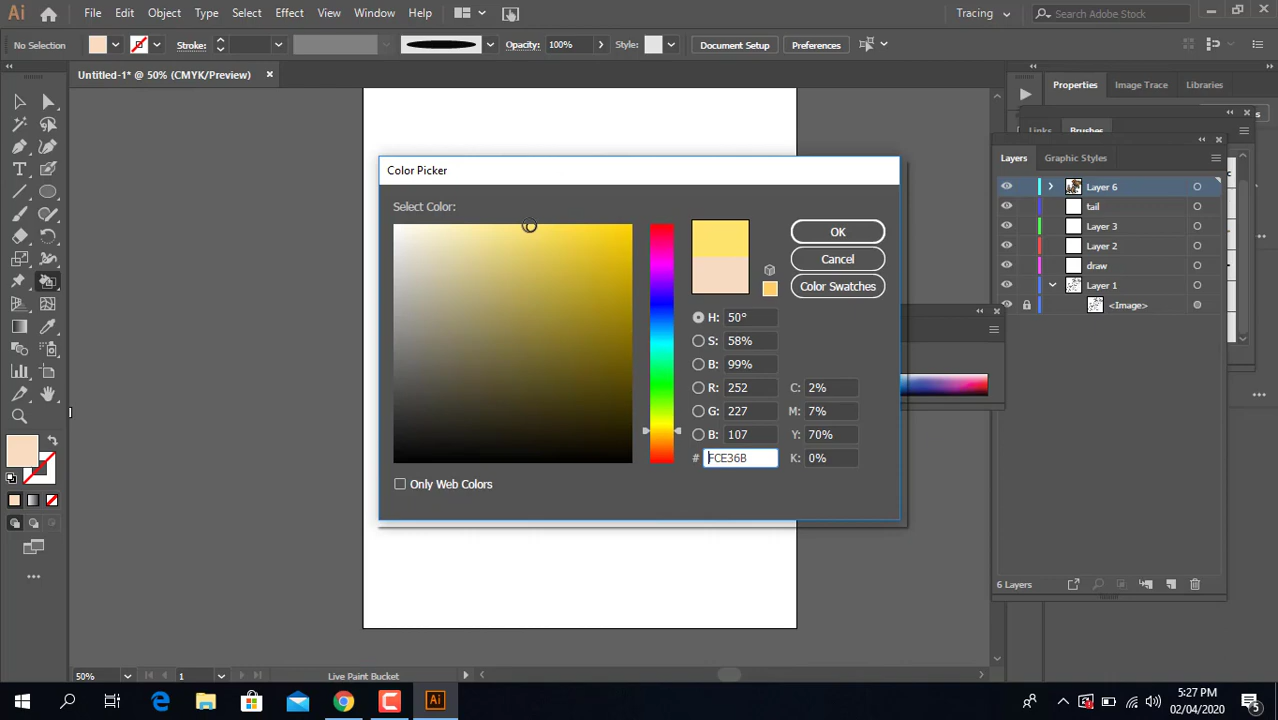 Ai File Edit Object Type Select Effect View Window Help Tracing Search Adobe Stock
No Selection Stroke: Opacity: 100% Style: Document Setup Preferences
Untitled-1* @ 50% (CMYK/Preview)
Properties Image Trace Libraries
Links Brushes
Layers Graphic Styles
Layer 6
tail
Layer 3
Layer 2
draw
Layer 1
<Image>
6 Layers
Color Picker
Select Color:
OK
Cancel
Color Swatches
H: 50°
S: 58%
B: 99%
R: 252 C: 2%
G: 227 M: 7%
B: 107 Y: 70%
# FCE36B K: 0%
Only Web Colors
50% 1 Live Paint Bucket
Ai
5:27 PM
02/04/2020
5